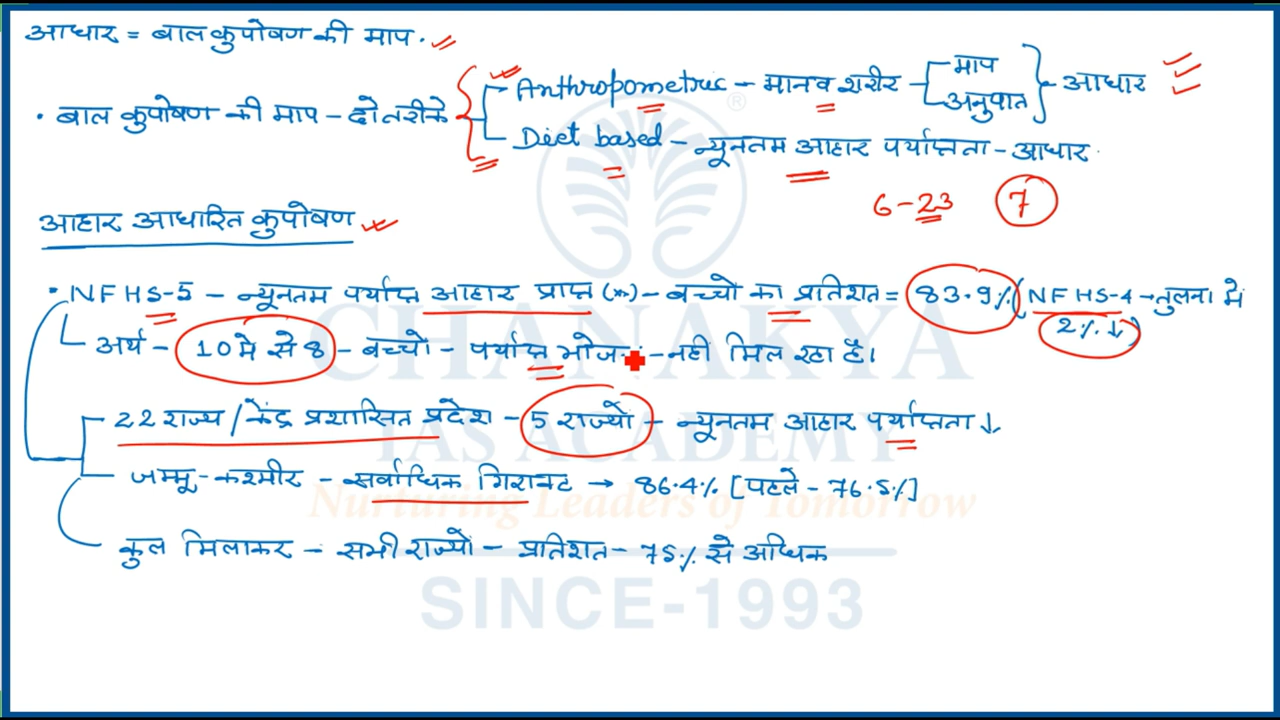 आधार = बाल कुपोषण की माप.
Anthropometric - मानव शरीर - माप अनुपात - आधार
• बाल कुपोषण की माप - दो तरीके
Diet based - न्यूनतम आहार पर्याप्तता - आधार
6-23 7
आहार आधारित कुपोषण
• NFHS-5 - न्यूनतम पर्याप्त आहार प्राप्त - बच्चो का प्रतिशत = 83.9% (NFHS-4 → तुलना मे
2% ↓)
अर्थ - 10 मे से 8 - बच्चो - पर्याप्त भोजन - नही मिल रहा है।
22 राज्य / केंद्र प्रशासित प्रदेश - 5 राज्यों - न्यूनतम आहार पर्याप्तता ↓
जम्मू-कश्मीर - सर्वाधिक गिरावट → 86.4% [पहले - 76.5%]
कुल मिलाकर - सभी राज्यों - प्रतिशत - 75% से अधिक
CHANAKYA
IAS ACADEMY
Nurturing Leaders of Tomorrow
SINCE-1993